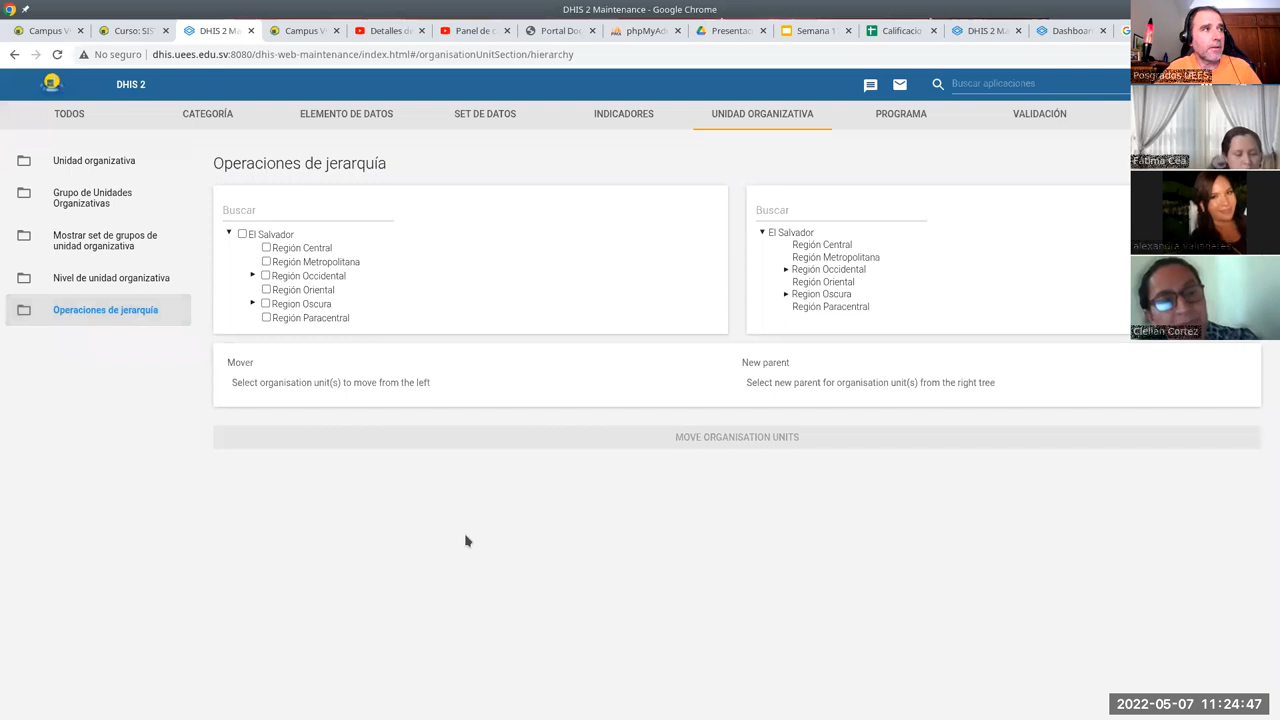 DHIS 2 Maintenance - Google Chrome
Campus V
Curso: SIS
DHIS 2 Ma
Campus V
Detalles de
Panel de
Portal Doc
phpMyAd
Presentaci
Semana 1
Calificacio
DHIS 2 Ma
Dashboar
No seguro
dhis.uees.edu.sv:8080/dhis-web-maintenance/index.html#/organisationUnitSection/hierarchy
DHIS 2
Buscar aplicaciones
TODOS
CATEGORÍA
ELEMENTO DE DATOS
SET DE DATOS
INDICADORES
UNIDAD ORGANIZATIVA
PROGRAMA
VALIDACIÓN
Unidad organizativa
Grupo de Unidades
Organizativas
Mostrar set de grupos de
unidad organizativa
Nivel de unidad organizativa
Operaciones de jerarquía
Operaciones de jerarquía
Buscar
El Salvador
Región Central
Región Metropolitana
Región Occidental
Región Oriental
Region Oscura
Región Paracentral
Buscar
El Salvador
Región Central
Región Metropolitana
Región Occidental
Región Oriental
Region Oscura
Región Paracentral
Mover
Select organisation unit(s) to move from the left
New parent
Select new parent for organisation unit(s) from the right tree
MOVE ORGANISATION UNITS
Posgrados UEES
Fátima Cea
Clelian Cortez
2022-05-07 11:24:47